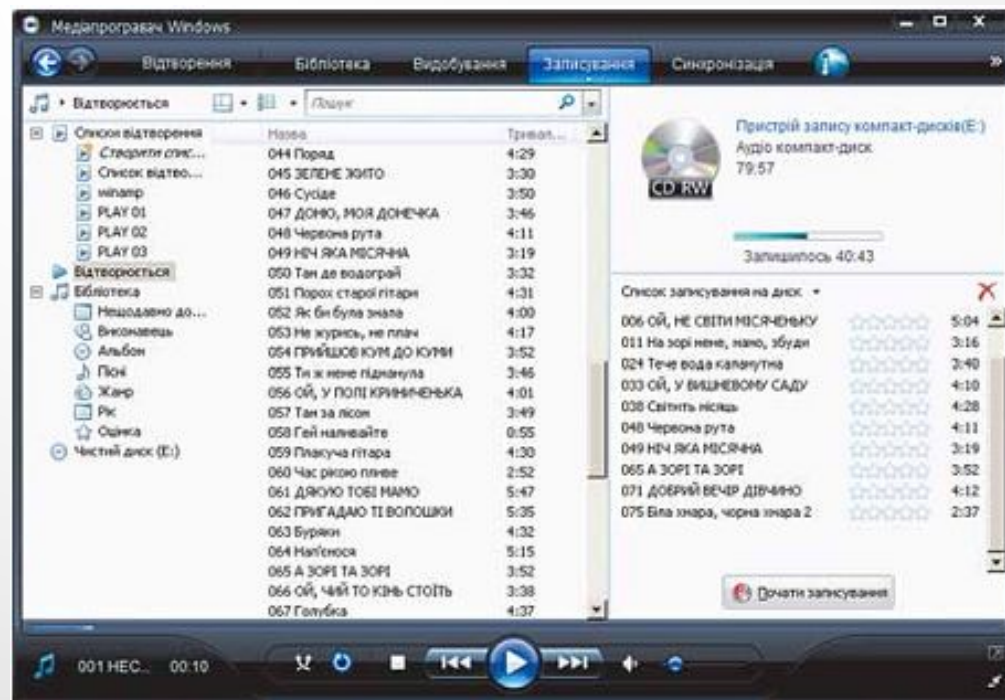 Медіапрогравач Windows
Відтворення Бібліотека Видобування Записування Синхронізація
Відтворюється
Пошук
Списки відтворення
Створити спис...
Список відтво...
winamp
PLAY 01
PLAY 02
PLAY 03
Відтворюється
Бібліотека
Нещодавно до...
Виконавець
Альбом
Пісні
Жанр
Рік
Оцінка
Чистий диск (E:)
Назва Тривал...
044 Поряд 4:29
045 ЗЕЛЕНЕ ЖИТО 3:30
046 Сусіде 3:50
047 ДОНЮ, МОЯ ДОНЕЧКА 3:46
048 Червона рута 4:11
049 НІЧ ЯКА МІСЯЧНА 3:19
050 Там де водограй 3:32
051 Порох старої гітари 4:31
052 Як би була знала 4:00
053 Не журись, не плач 4:17
054 ПРИЙШОВ КУМ ДО КУМИ 3:52
055 Ти ж мене підманула 3:46
056 ОЙ, У ПОЛІ КРИНИЧЕНЬКА 4:01
057 Там за лісом 3:49
058 Гей наливайте 0:55
059 Плакуча гітара 4:30
060 Час рікою пливе 2:52
061 ДЯКУЮ ТОБІ МАМО 5:47
062 ПРИГАДАЮ ТІ ВОЛОШКИ 5:35
063 Буряки 4:32
064 Нап'ємося 5:15
065 А ЗОРІ ТА ЗОРІ 3:52
066 ОЙ, ЧИЙ ТО КІНЬ СТОЇТЬ 3:38
067 Голубка 4:37
CD RW
Пристрій запису компакт-дисків(E:)
Аудіо компакт-диск
79:57
Залишилось 40:43
Список записування на диск
006 ОЙ, НЕ СВІТИ МІСЯЧЕНЬКУ 5:04
011 На зорі мене, мамо, збуди 3:16
024 Тече вода каламутна 3:40
033 ОЙ, У ВИШНЕВОМУ САДУ 4:10
038 Світить місяць 4:28
048 Червона рута 4:11
049 НІЧ ЯКА МІСЯЧНА 3:19
065 А ЗОРІ ТА ЗОРІ 3:52
071 ДОБРИЙ ВЕЧІР ДІВЧИНО 4:12
075 Біла хмара, чорна хмара 2 2:37
Почати записування
001 НЕС... 00:10